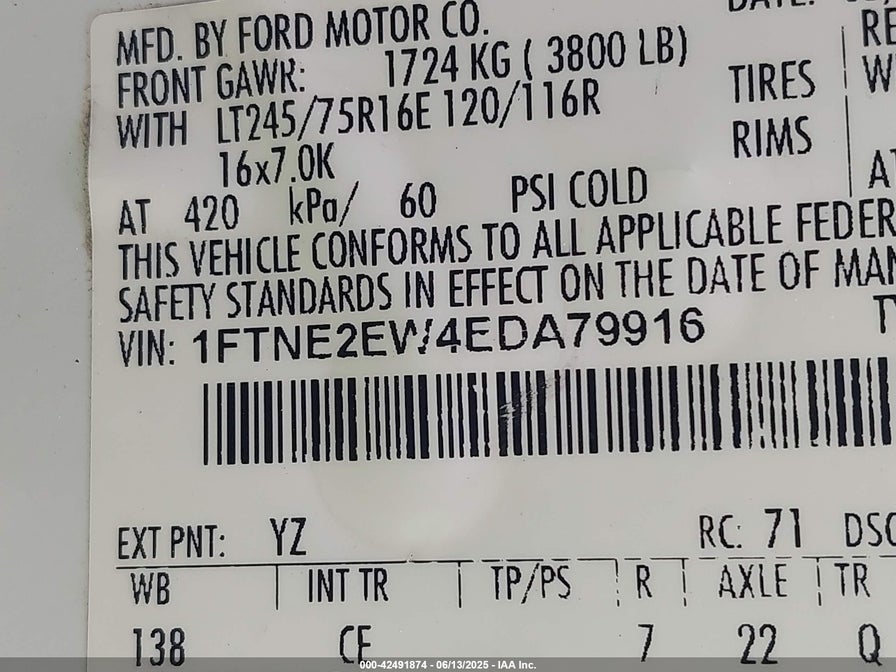 DATE:
MFD. BY FORD MOTOR CO.
FRONT GAWR: 1724 KG ( 3800 LB)
WITH LT245/75R16E 120/116R TIRES
16x7.0K RIMS
AT 420 kPa/ 60 PSI COLD
THIS VEHICLE CONFORMS TO ALL APPLICABLE FEDER
SAFETY STANDARDS IN EFFECT ON THE DATE OF MAN
VIN: 1FTNE2EW4EDA79916
EXT PNT: YZ RC: 71 DSO
WB INT TR TP/PS R AXLE TR
138 CE 7 22 Q
000-42491874 - 06/13/2025 - IAA Inc.